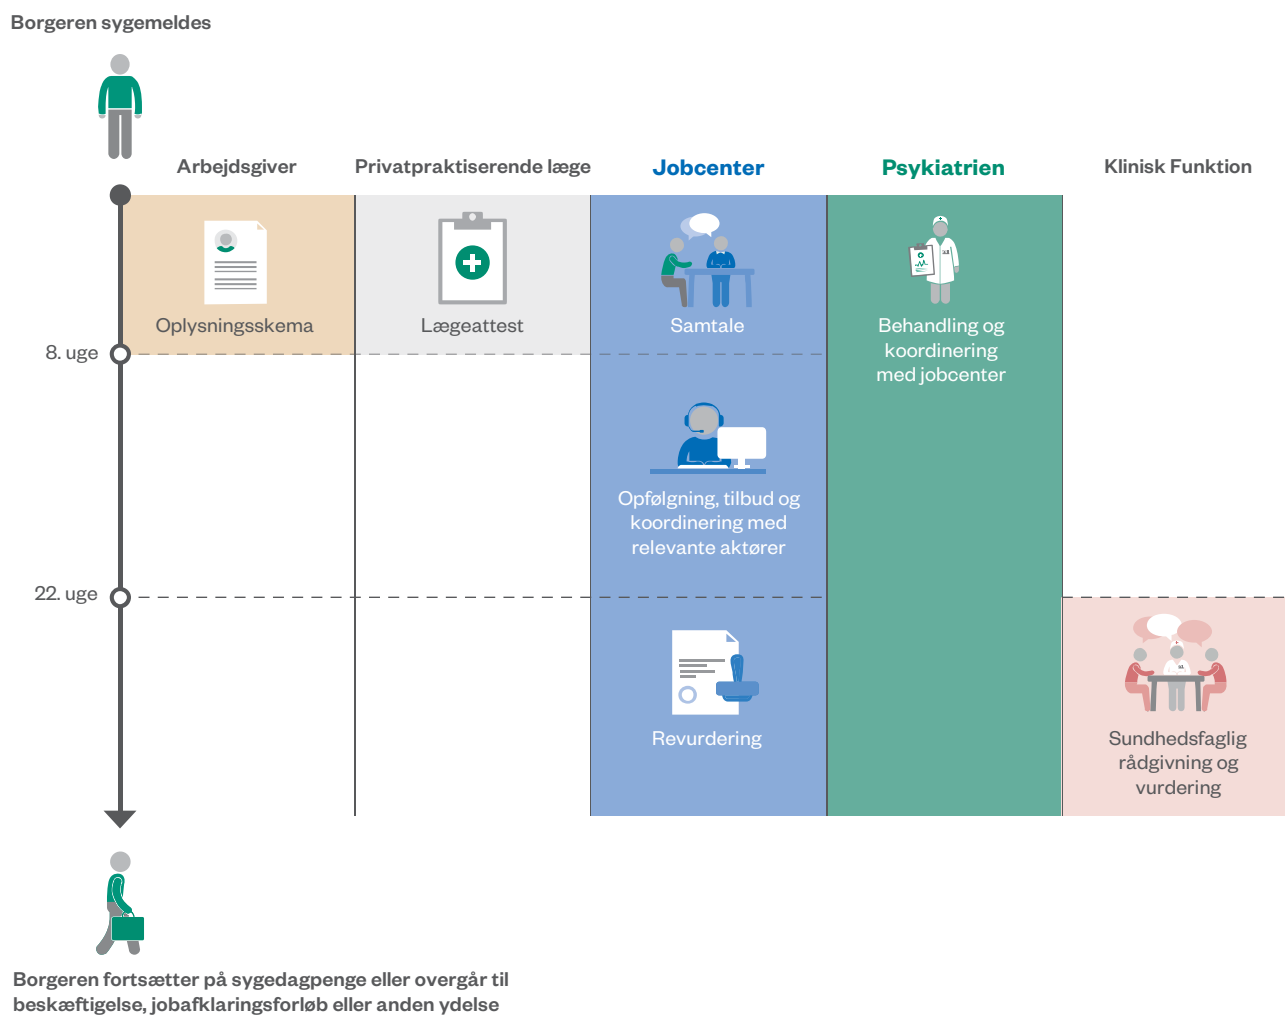 Borgeren sygemeldes
Arbejdsgiver
Privatpraktiserende læge
Jobcenter
Psykiatrien
Klinisk Funktion
Oplysningsskema
Lægeattest
Samtale
Behandling og
koordinering
med jobcenter
8. uge
Opfølgning, tilbud og
koordinering med
relevante aktører
22. uge
Revurdering
Sundhedsfaglig
rådgivning og
vurdering
Borgeren fortsætter på sygedagpenge eller overgår til
beskæftigelse, jobafklaringsforløb eller anden ydelse